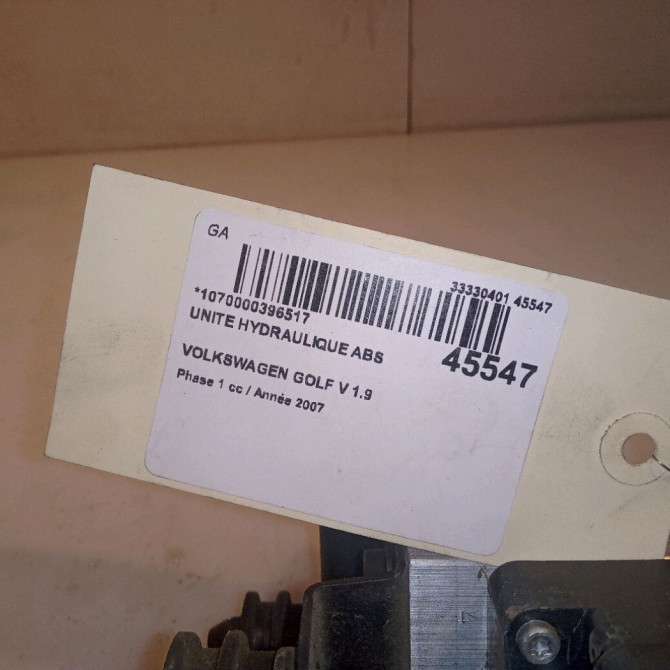 GA
33330401 45547
*1070000396517
UNITE HYDRAULIQUE ABS
45547
VOLKSWAGEN GOLF V 1.9
Phase 1 cc / Année 2007